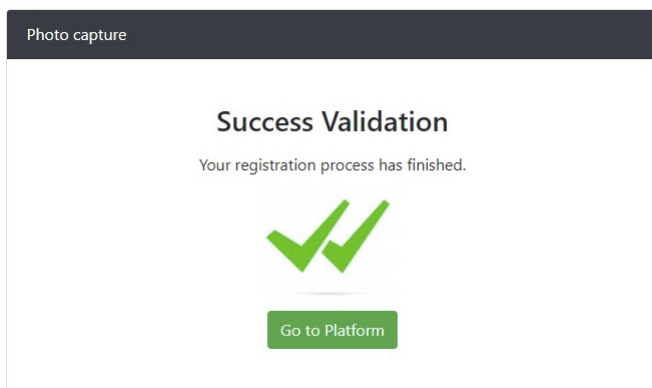 Photo capture
Success Validation
Your registration process has finished.
Go to Platform